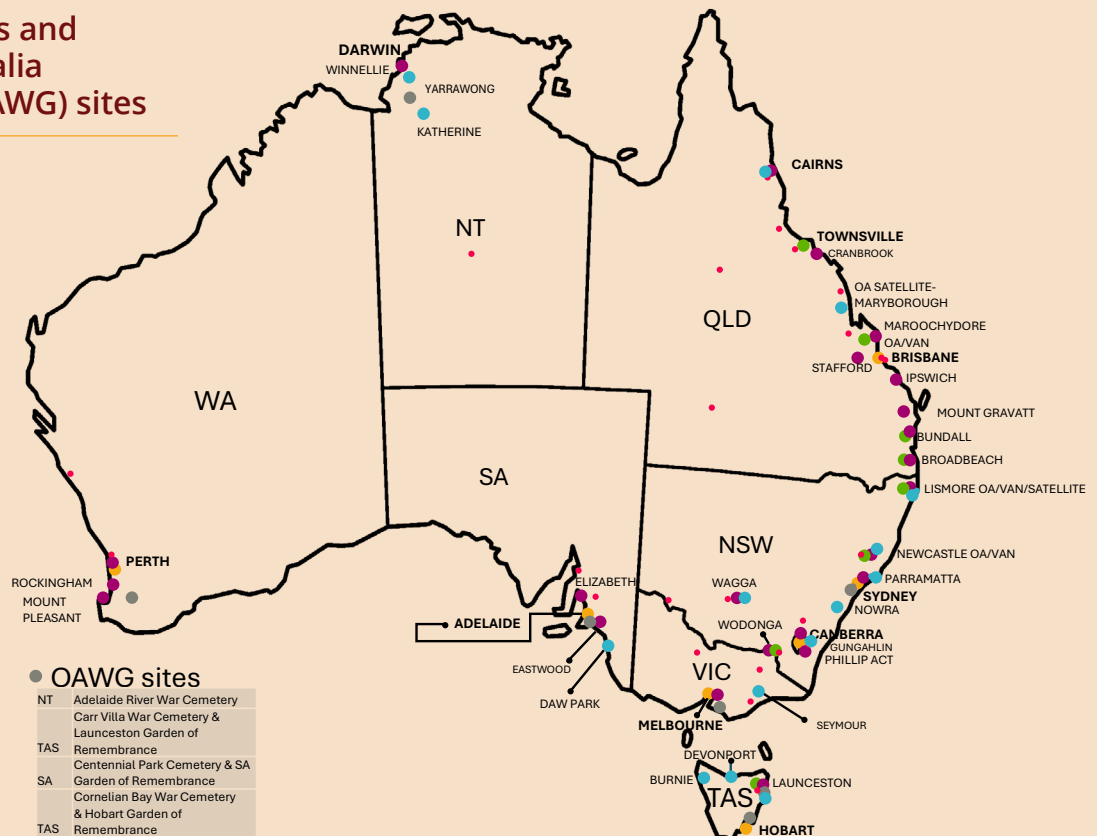 s and
alia
AWG) sites
DARWIN
WINNELLIE
YARRAWONG
KATHERINE
CAIRNS
NT
TOWNSVILLE
CRANBROOK
OA SATELLITE-
MARYBOROUGH
QLD
MAROOCHYDORE
OA/VAN
BRISBANE
STAFFORD
IPSWICH
WA
MOUNT GRAVATT
BUNDALL
BROADBEACH
SA
LISMORE OA/VAN/SATELLITE
NSW
NEWCASTLE OA/VAN
PERTH
ROCKINGHAM
MOUNT
PLEASANT
ELIZABETH
WAGGA
PARRAMATTA
SYDNEY
NOWRA
ADELAIDE
WODONGA
CANBERRA
GUNGAHLIN
PHILLIP ACT
EASTWOOD
VIC
DAW PARK
MELBOURNE
SEYMOUR
DEVONPORT
BURNIE
LAUNCESTON
TAS
HOBART
OAWG sites
NT Adelaide River War Cemetery
Carr Villa War Cemetery &
Launceston Garden of
TAS Remembrance
Centennial Park Cemetery & SA
SA Garden of Remembrance
Cornelian Bay War Cemetery
& Hobart Garden of
TAS Remembrance